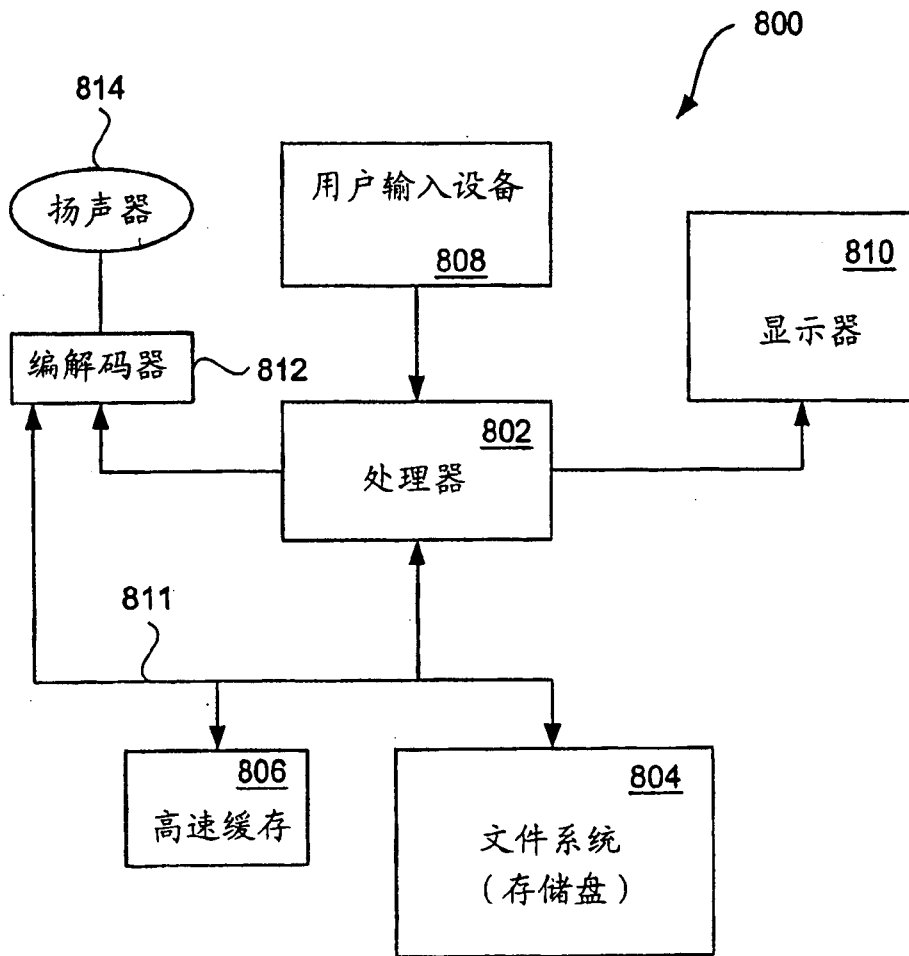 800
814
扬声器
用户输入设备
808
810
显示器
编解码器
812
802
处理器
811
806
高速缓存
804
文件系统
(存储盘)